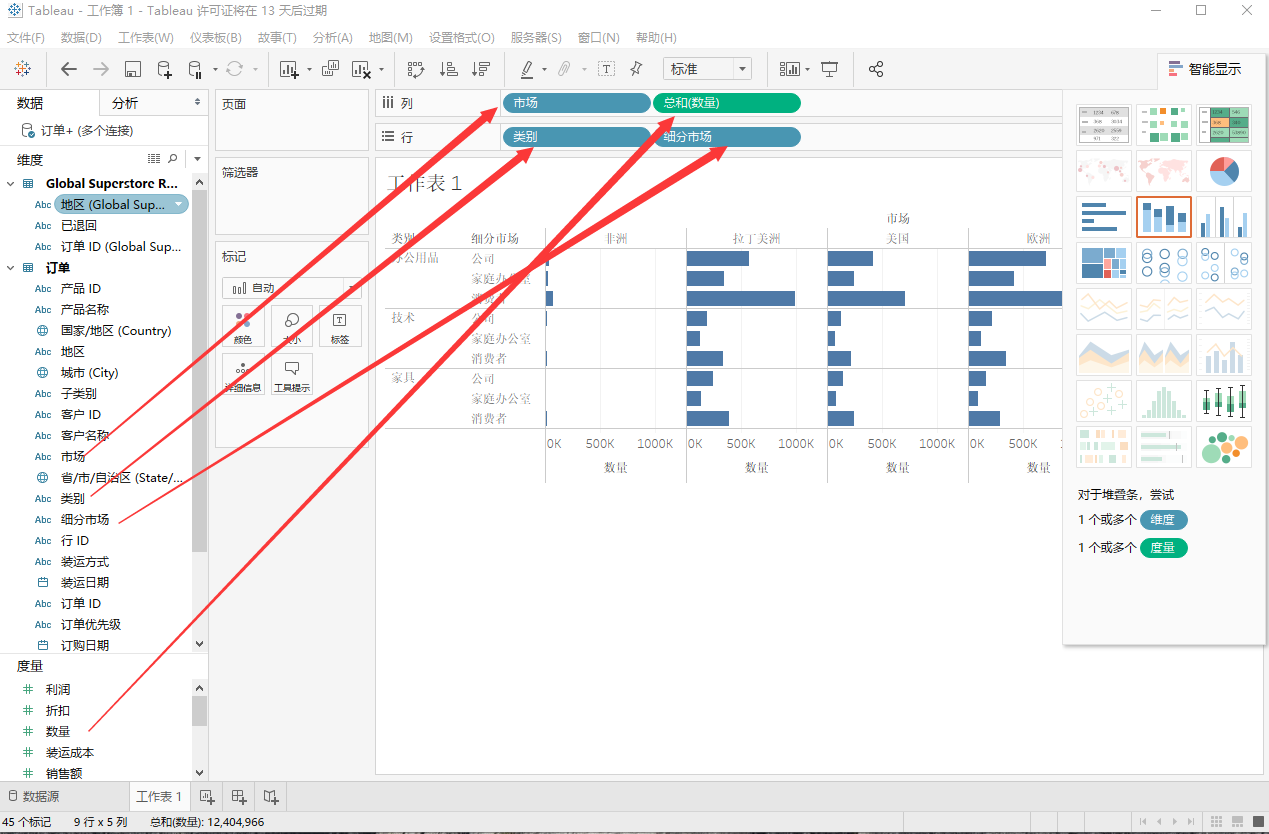 Tableau - 工作簿 1 - Tableau 许可证将在 13 天后过期
文件(F) 数据(D) 工作表(W) 仪表板(B) 故事(T) 分析(A) 地图(M) 设置格式(O) 服务器(S) 窗口(N) 帮助(H)
标准
智能显示
数据 分析
订单+ (多个连接)
维度
Global Superstore R...
Abc 地区 (Global Sup...
Abc 已退回
Abc 订单 ID (Global Sup...
订单
Abc 产品 ID
Abc 产品名称
国家/地区 (Country)
Abc 地区
城市 (City)
Abc 子类别
Abc 客户 ID
Abc 客户名称
Abc 市场
省/市/自治区 (State/...
Abc 类别
Abc 细分市场
Abc 行 ID
Abc 装运方式
装运日期
Abc 订单 ID
Abc 订单优先级
订购日期
度量
利润
折扣
数量
装运成本
销售额
页面
筛选器
标记
自动
颜色 大小 标签
详细信息 工具提示
列 市场 总和(数量)
行 类别 细分市场
工作表 1
市场
类别 细分市场 非洲 拉丁美洲 美国 欧洲
办公用品 公司
家庭办公室
消费者
技术 公司
家庭办公室
消费者
家具 公司
家庭办公室
消费者
0K 500K 1000K 0K 500K 1000K 0K 500K 1000K 0K 500K
数量 数量 数量 数量
对于堆叠条，尝试
1 个或多个 维度
1 个或多个 度量
数据源 工作表 1
45 个标记 9 行 x 5 列 总和(数量): 12,404,966